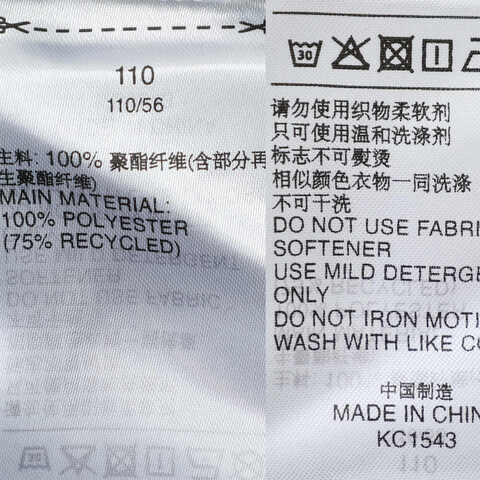 110
110/56
主料: 100% 聚酯纤维(含部分再
生聚酯纤维)
MAIN MATERIAL:
100% POLYESTER
(75% RECYCLED)
30
请勿使用织物柔软剂
只可使用温和洗涤剂
标志不可熨烫
相似颜色衣物一同洗涤
不可干洗
DO NOT USE FABRI
SOFTENER
USE MILD DETERGE
ONLY
DO NOT IRON MOTI
WASH WITH LIKE CO
中国制造
MADE IN CHIN
KC1543